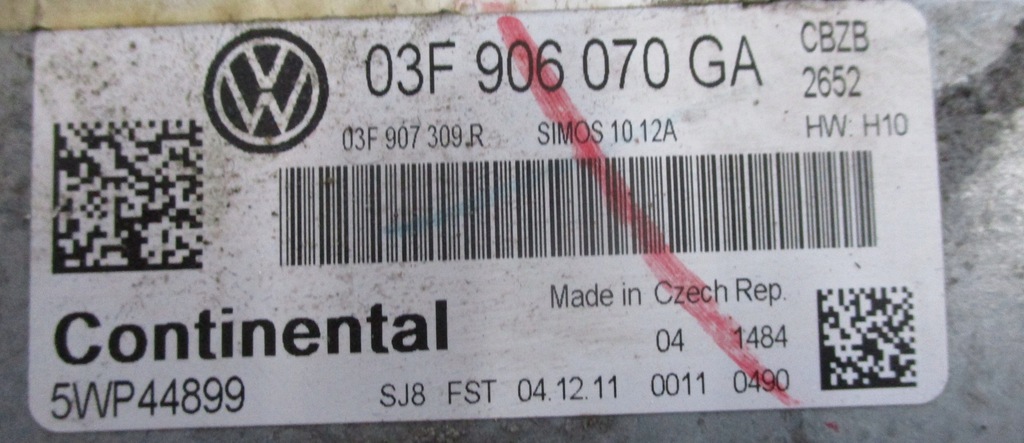 03F 906 070 GA
CBZB
2652
03F 907 309.R SIMOS 10.12A
HW: H10
Made in Czech Rep.
Continental
04 1484
5WP44899
SJ8 FST 04.12.11 0011 0490